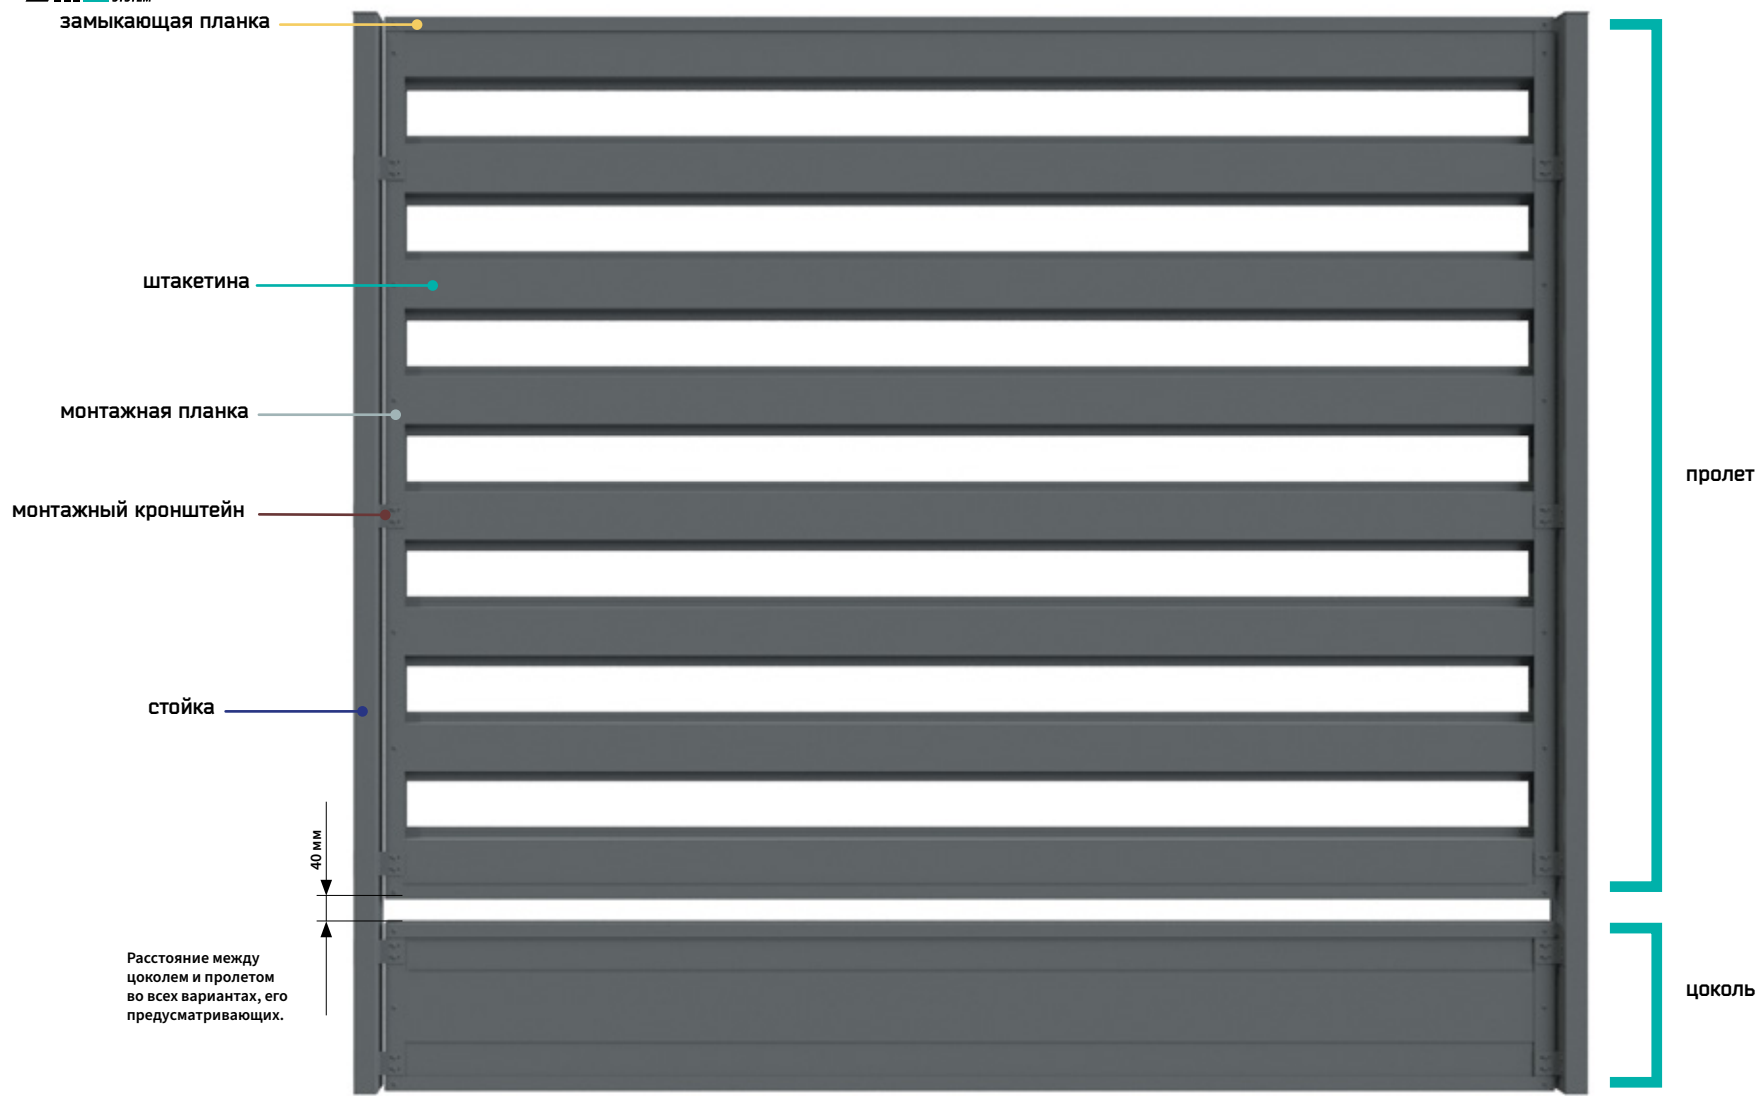 замыкающая планка
штакетина
монтажная планка
монтажный кронштейн
стойка
40 мм
Расстояние между
цоколем и пролетом
во всех вариантах, его
предусматривающих.
пролет
цоколь